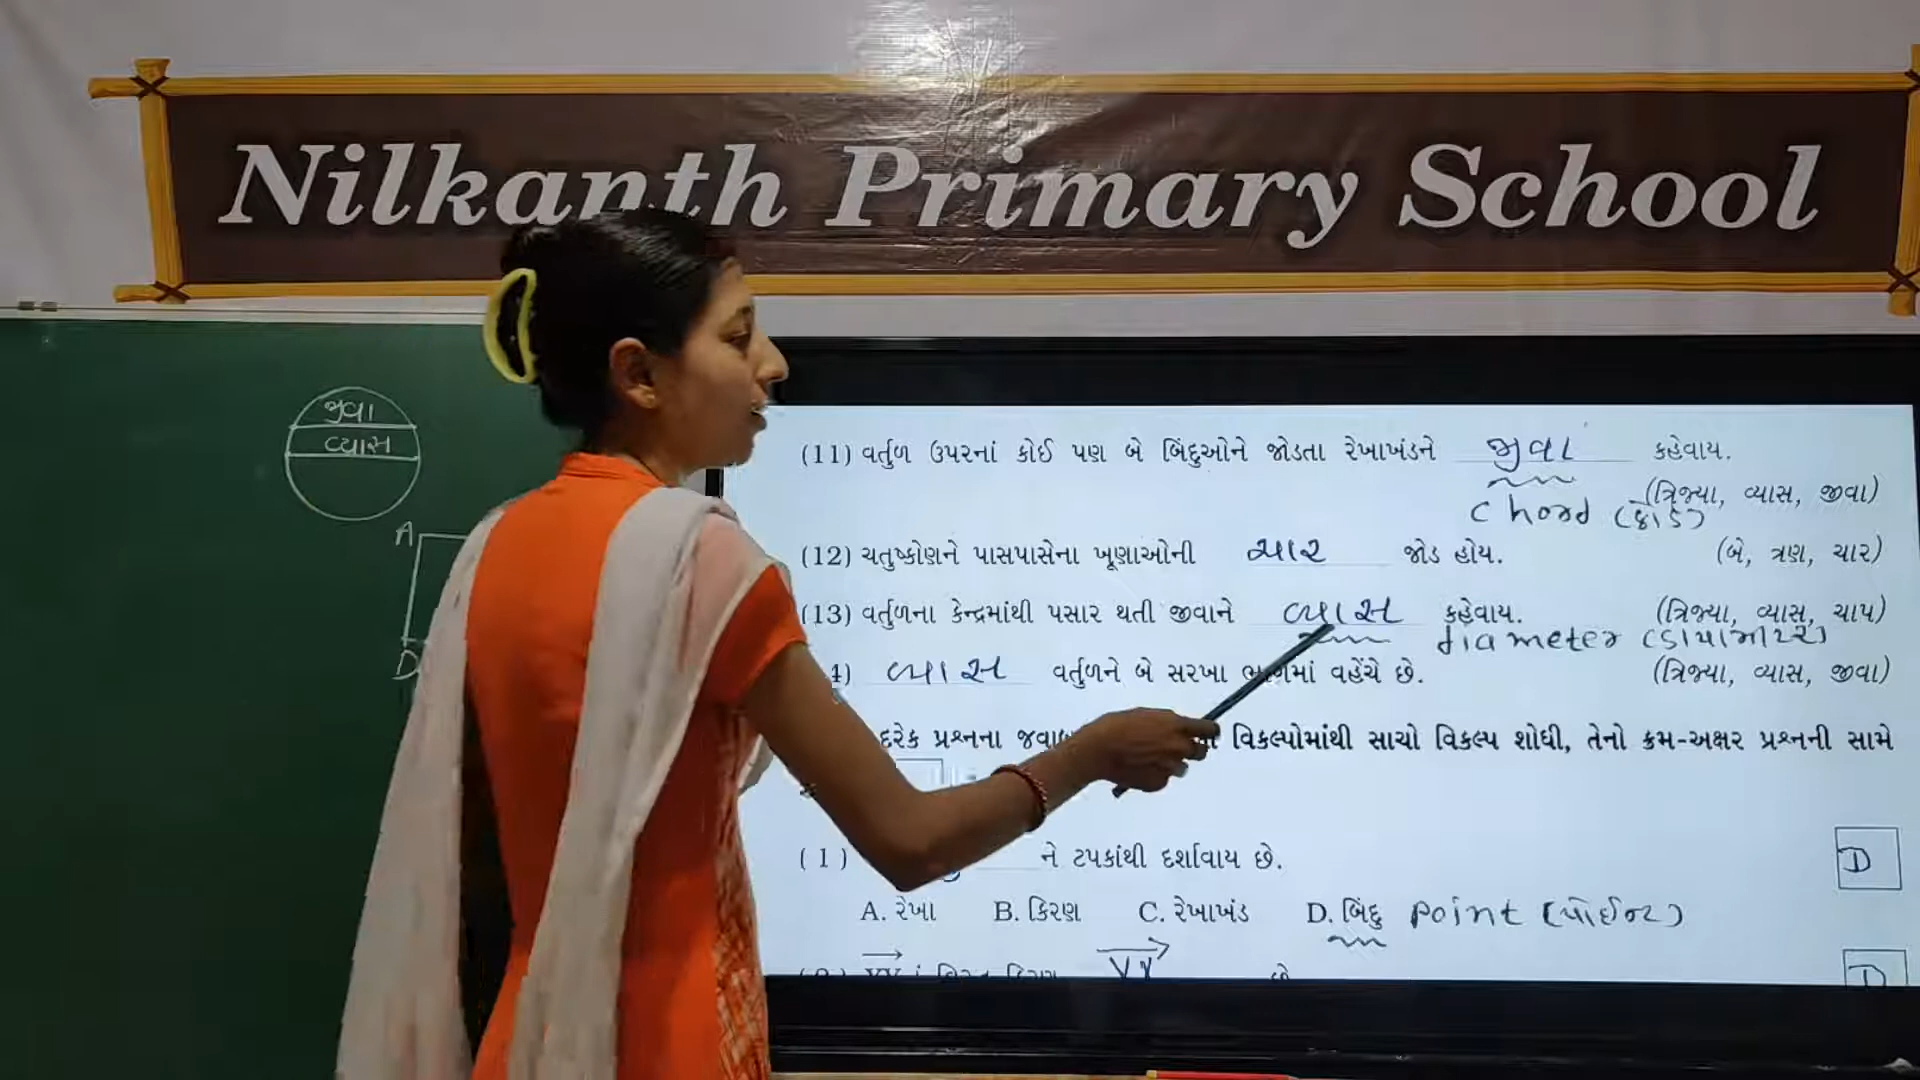 Nilkanth Primary School
જીવા
વ્યાસ
A
D
(11) વર્તુળ ઉપરનાં કોઈ પણ બે બિંદુઓને જોડતા રેખાખંડને જીવા કહેવાય.
(ત્રિજ્યા, વ્યાસ, જીવા)
chord (કોર્ડ)
(12) ચતુષ્કોણને પાસપાસેના ખૂણાઓની ચાર જોડ હોય. (બે, ત્રણ, ચાર)
(13) વર્તુળના કેન્દ્રમાંથી પસાર થતી જીવાને વ્યાસ કહેવાય. (ત્રિજ્યા, વ્યાસ, ચાપ)
diameter (ડાયામીટર)
4) વ્યાસ વર્તુળને બે સરખા ભાગમાં વહેંચે છે. (ત્રિજ્યા, વ્યાસ, જીવા)
દરેક પ્રશ્નના વિકલ્પોમાંથી સાચો વિકલ્પ શોધી, તેનો ક્રમ-અક્ષર પ્રશ્નની સામે
(1) ને ટપકાંથી દર્શાવાય છે. D
A. રેખા B. કિરણ C. રેખાખંડ D. બિંદુ point (પોઈન્ટ)
D